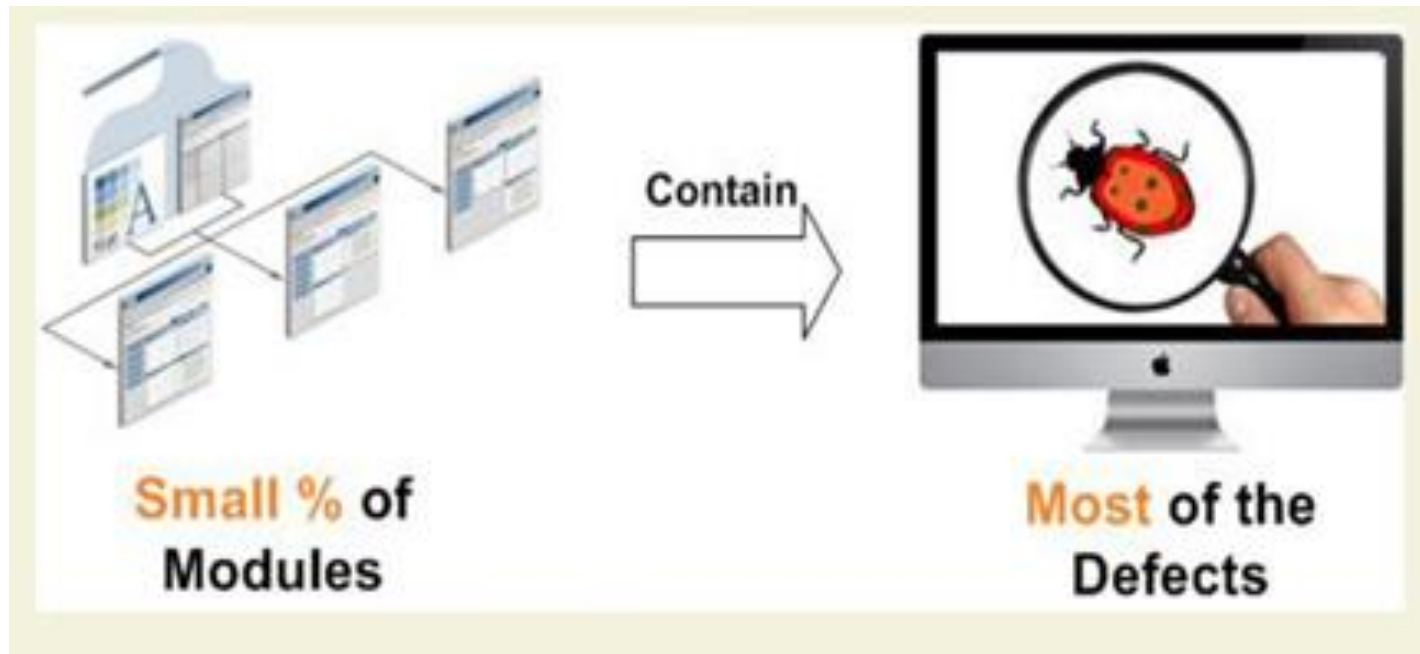 Contain
Small % of
Modules
Most of the
Defects